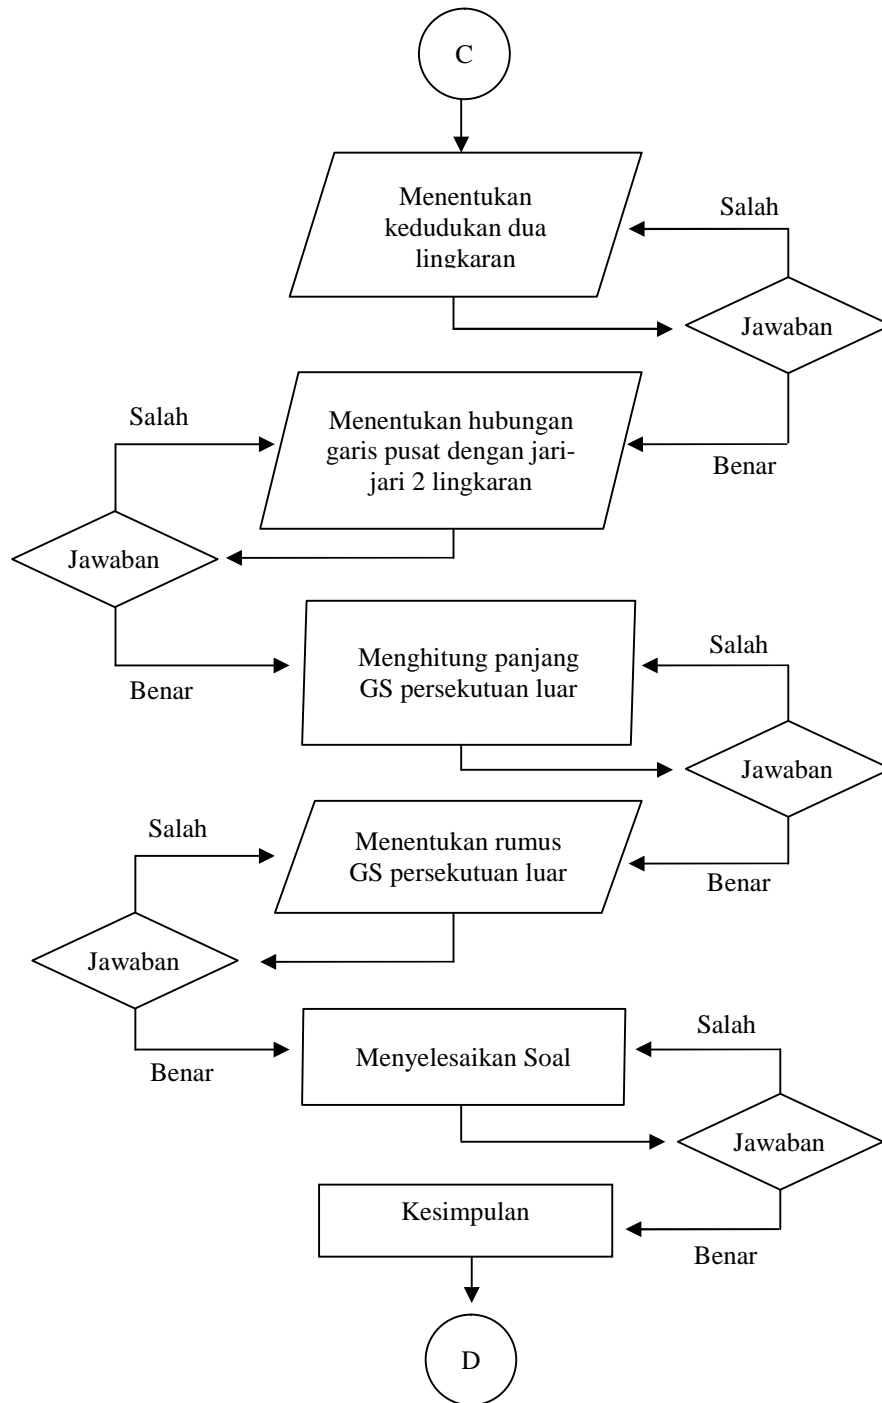 C
Menentukan
kedudukan dua
lingkaran
Salah
Jawaban
Benar
Menentukan hubungan
garis pusat dengan jari-
jari 2 lingkaran
Salah
Jawaban
Benar
Menghitung panjang
GS persekutuan luar
Salah
Jawaban
Benar
Menentukan rumus
GS persekutuan luar
Salah
Jawaban
Benar
Menyelesaikan Soal
Salah
Jawaban
Benar
Kesimpulan
D